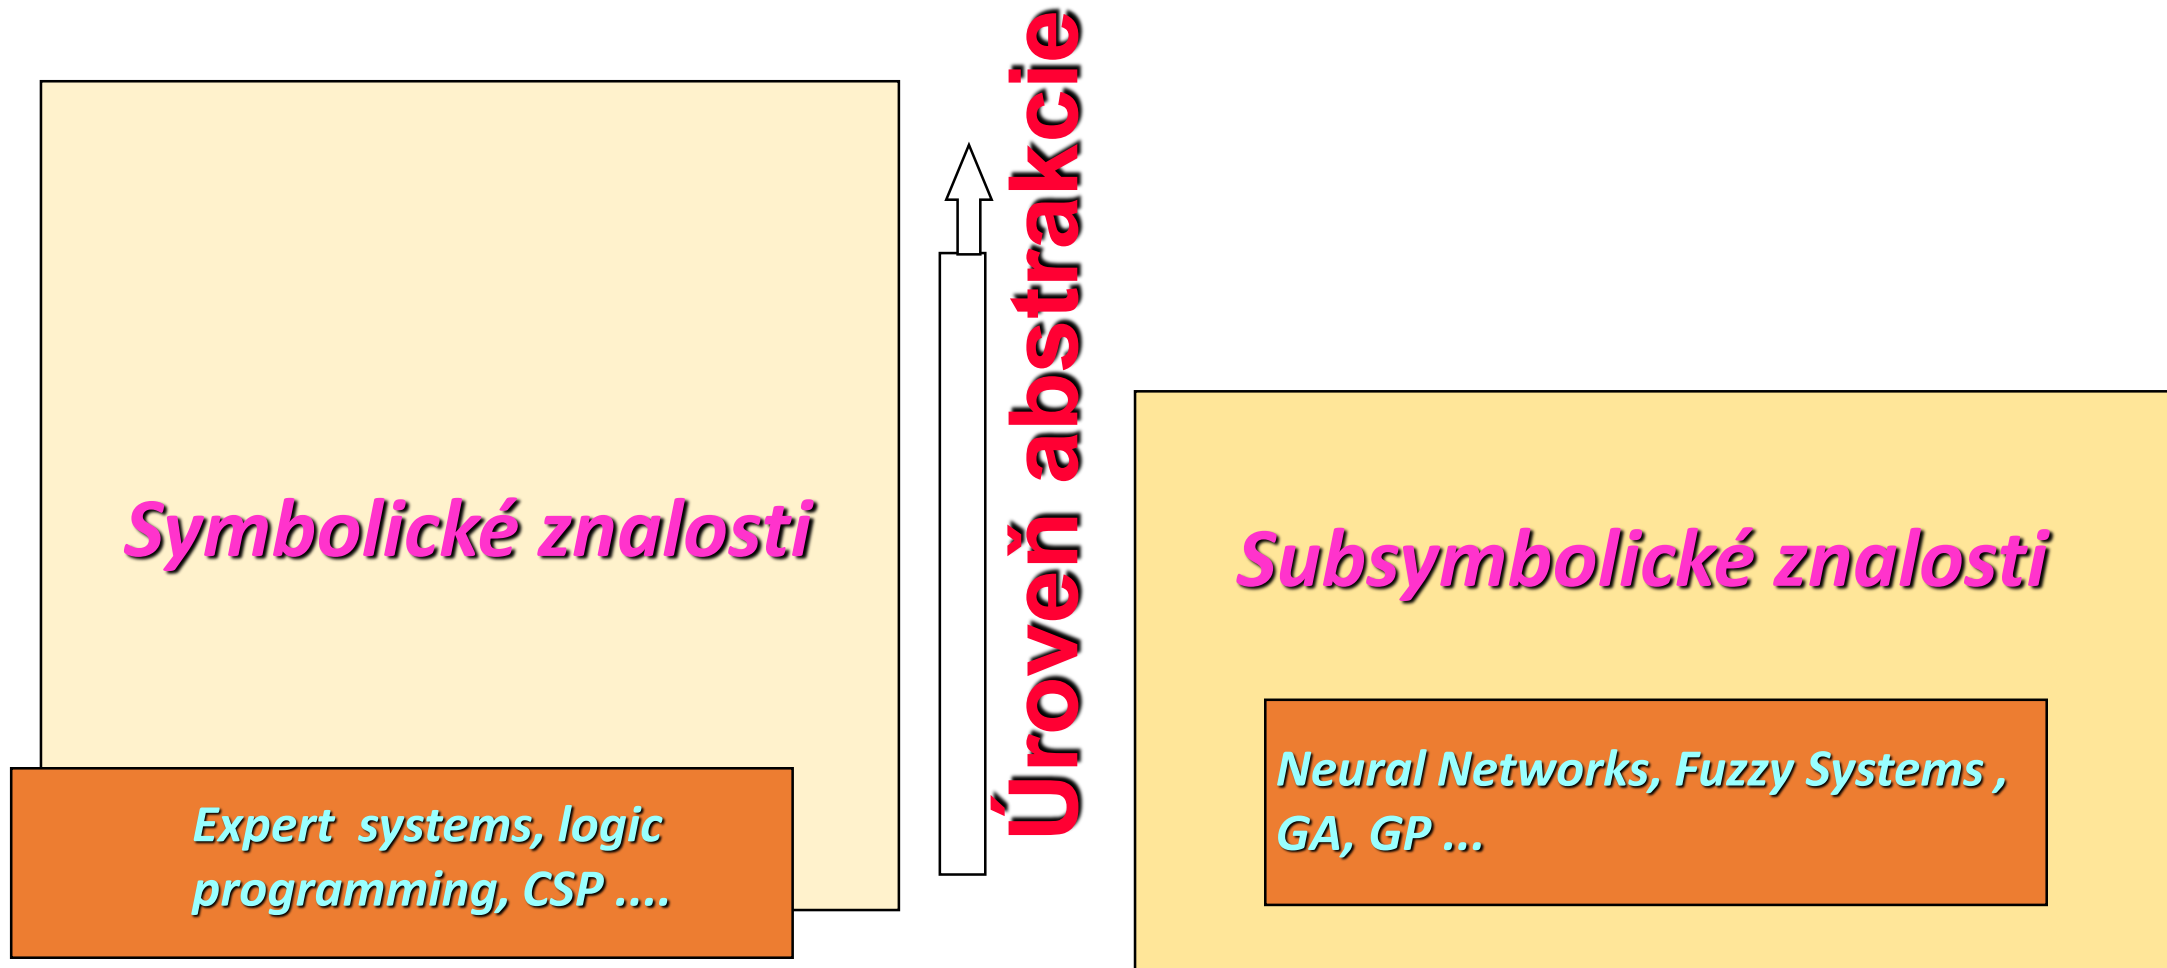 Symbolické znalosti
Expert systems, logic
programming, CSP ....
Úroveň abstrakcie
Subsymbolické znalosti
Neural Networks, Fuzzy Systems ,
GA, GP ...